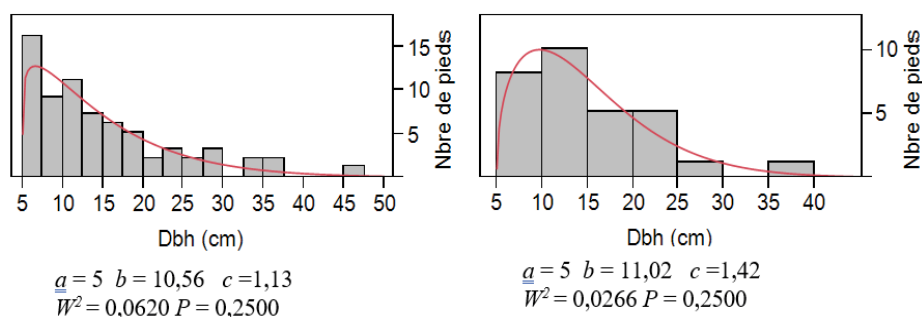 15
10
5
Nbre de pieds
5 10 15 20 25 30 35 40 45 50
Dbh (cm)
a = 5 b = 10,56 c =1,13
W² = 0,0620 P = 0,2500
10
5
Nbre de pieds
5 10 15 20 25 30 35 40
Dbh (cm)
a = 5 b = 11,02 c =1,42
W² = 0,0266 P = 0,2500